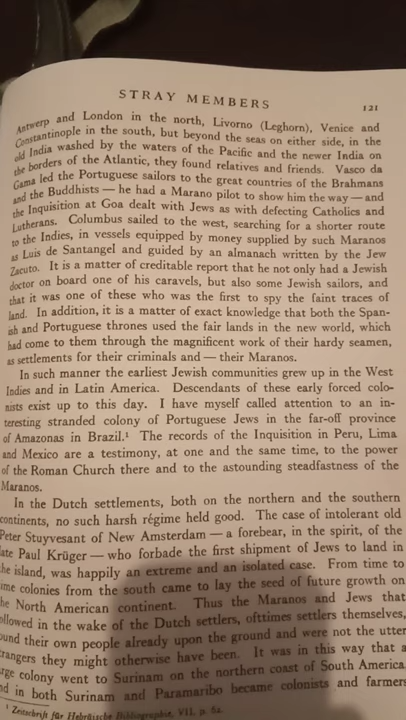 STRAY MEMBERS
121
Antwerp and London in the north, Livorno (Leghorn), Venice and
Constantinople in the south, but beyond the seas on either side, in the
old India washed by the waters of the Pacific and the newer India on
the borders of the Atlantic, they found relatives and friends. Vasco da
Gama led the Portuguese sailors to the great countries of the Brahmans
and the Buddhists — he had a Marano pilot to show him the way — and
the Inquisition at Goa dealt with Jews as with defecting Catholics and
Lutherans. Columbus sailed to the west, searching for a shorter route
to the Indies, in vessels equipped by money supplied by such Maranos
as Luis de Santangel and guided by an almanach written by the Jew
Zacuto. It is a matter of creditable report that he not only had a Jewish
doctor on board one of his caravels, but also some Jewish sailors, and
that it was one of these who was the first to spy the faint traces of
land. In addition, it is a matter of exact knowledge that both the Span-
ish and Portuguese thrones used the fair lands in the new world, which
had come to them through the magnificent work of their hardy seamen,
as settlements for their criminals and — their Maranos.
In such manner the earliest Jewish communities grew up in the West
Indies and in Latin America. Descendants of these early forced colo-
nists exist up to this day. I have myself called attention to an in-
teresting stranded colony of Portuguese Jews in the far-off province
of Amazonas in Brazil.¹ The records of the Inquisition in Peru, Lima
and Mexico are a testimony, at one and the same time, to the power
of the Roman Church there and to the astounding steadfastness of the
Maranos.
In the Dutch settlements, both on the northern and the southern
continents, no such harsh régime held good. The case of intolerant old
Peter Stuyvesant of New Amsterdam — a forebear, in the spirit, of the
late Paul Krüger — who forbade the first shipment of Jews to land in
the island, was happily an extreme and an isolated case. From time to
ime colonies from the south came to lay the seed of future growth on
he North American continent. Thus the Maranos and Jews that
ollowed in the wake of the Dutch settlers, ofttimes settlers themselves,
ound their own people already upon the ground and were not the utter
rangers they might otherwise have been. It was in this way that a
rge colony went to Surinam on the northern coast of South America
nd in both Surinam and Paramaribo became colonists and farmers
¹ Zeitschrift für Hebräische Bibliographie, VII, p. 62.